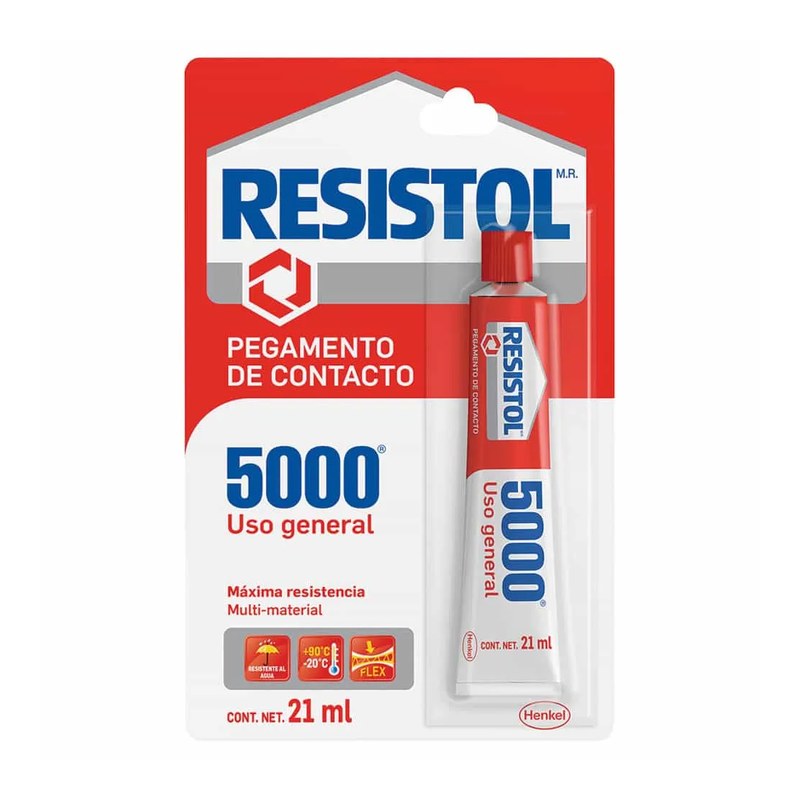 RESISTOL M.R.
PEGAMENTO
DE CONTACTO
5000®
Uso general
Máxima resistencia
Multi-material
RESISTENTE AL
AGUA
+90°C
-20°C
FLEX
CONT. NET. 21 ml
RESISTOL
PEGAMENTO DE CONTACTO
5000®
Uso general
Henkel
CONT. NET. 21 ml
Henkel